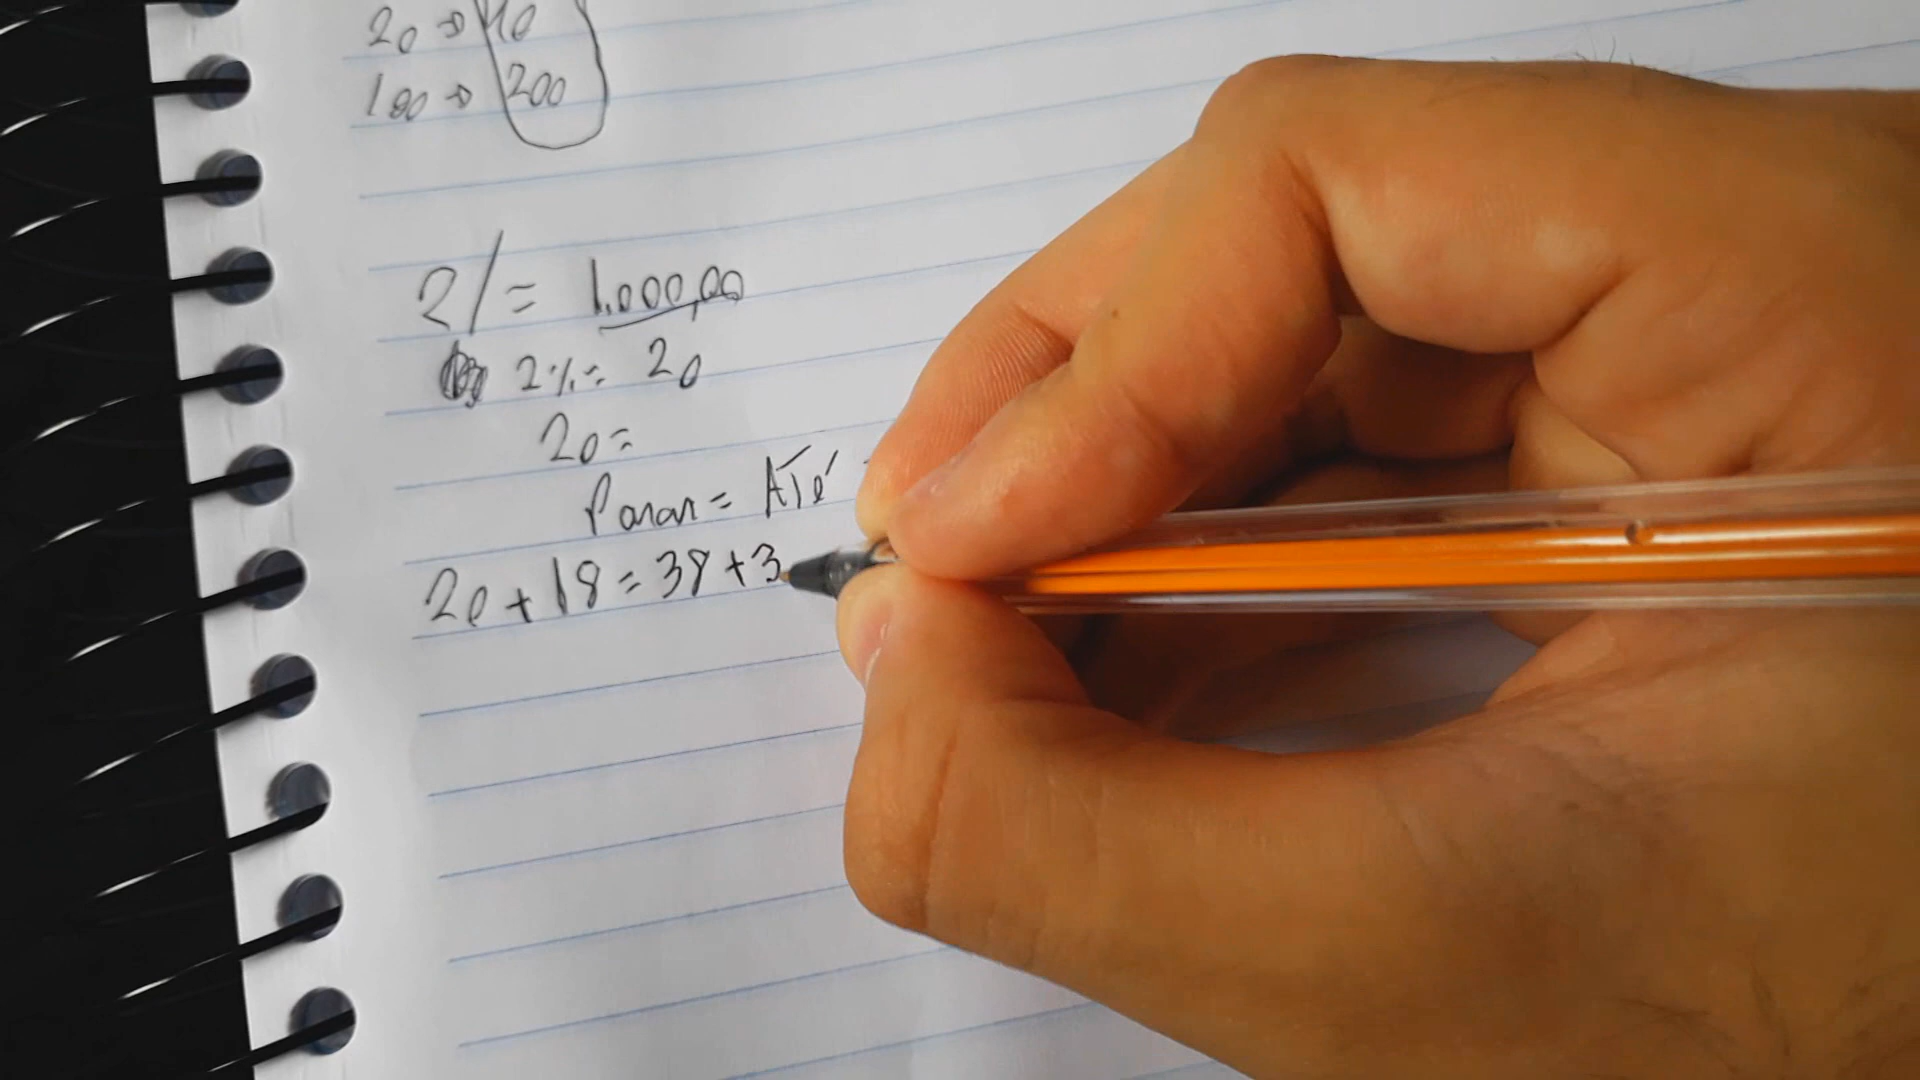 20 → 40
100 → 200
2/= 1.000,00
2%= 20
20=
Parar = ATÉ
20 + 18 = 38 + 3